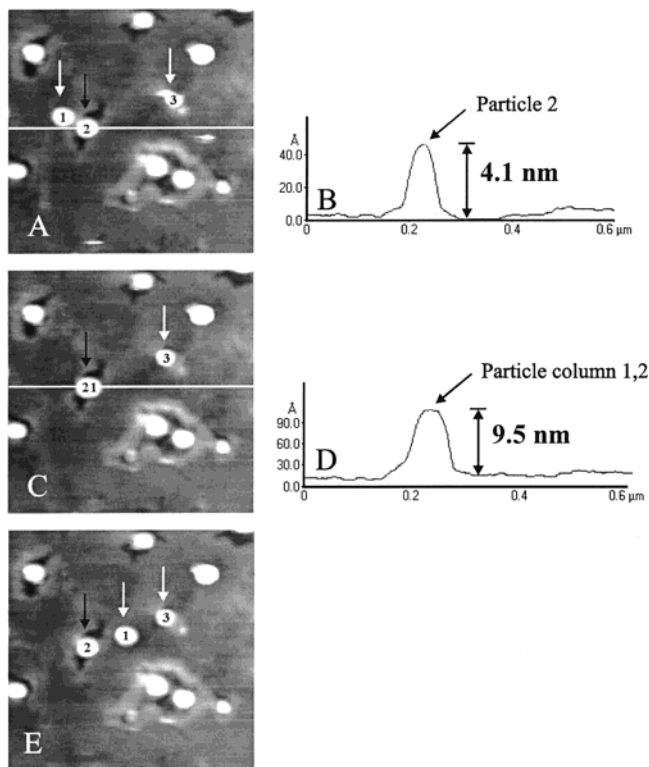 1
2
3
A
Particle 2
Å
40.0
20.0
0.0
B
4.1 nm
0 0.2 0.4 0.6 µm
21
3
C
Particle column 1,2
Å
90.0
60.0
30.0
0.0
D
9.5 nm
0 0.2 0.4 0.6 µm
2
1
3
E